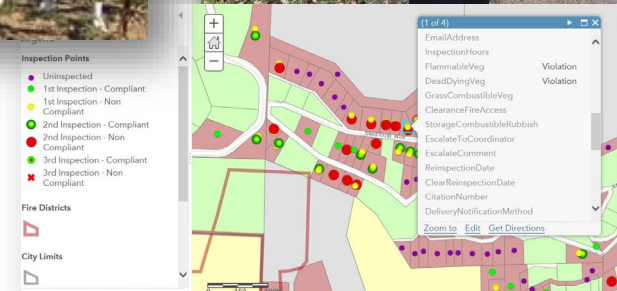 Inspection Points
Uninspected
1st Inspection - Compliant
1st Inspection - Non
Compliant
2nd Inspection - Compliant
2nd Inspection - Non
Compliant
3rd Inspection - Compliant
3rd Inspection - Non
Compliant
Fire Districts
City Limits
+
−
(1 of 4)
EmailAddress
InspectionHours
FlammableVeg Violation
DeadDyingVeg Violation
GrassCombustibleVeg
ClearanceFireAccess
StorageCombustibleRubbish
EscalateToCoordinator
EscalateComment
ReinspectionDate
ClearReinspectionDate
CitationNumber
DeliveryNotificationMethod
Zoom to Edit Get Directions